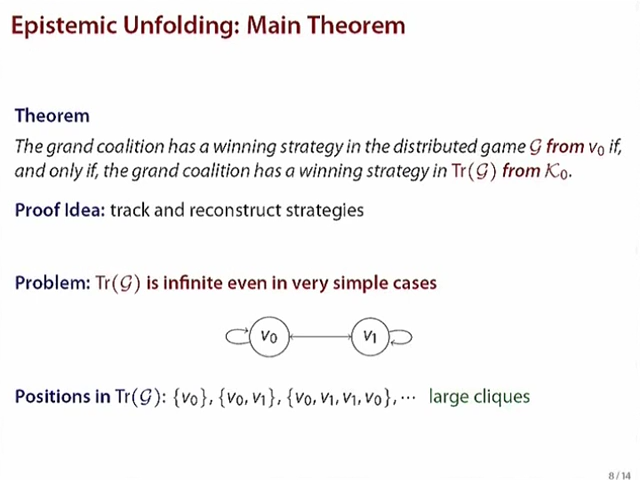 Epistemic Unfolding: Main Theorem
Theorem
The grand coalition has a winning strategy in the distributed game 𝒢 from v₀ if,
and only if, the grand coalition has a winning strategy in Tr(𝒢) from 𝒦₀.
Proof Idea: track and reconstruct strategies
Problem: Tr(𝒢) is infinite even in very simple cases
v₀ v₁
Positions in Tr(𝒢): {v₀}, {v₀, v₁}, {v₀, v₁, v₁, v₀}, ⋯ large cliques
8 / 14